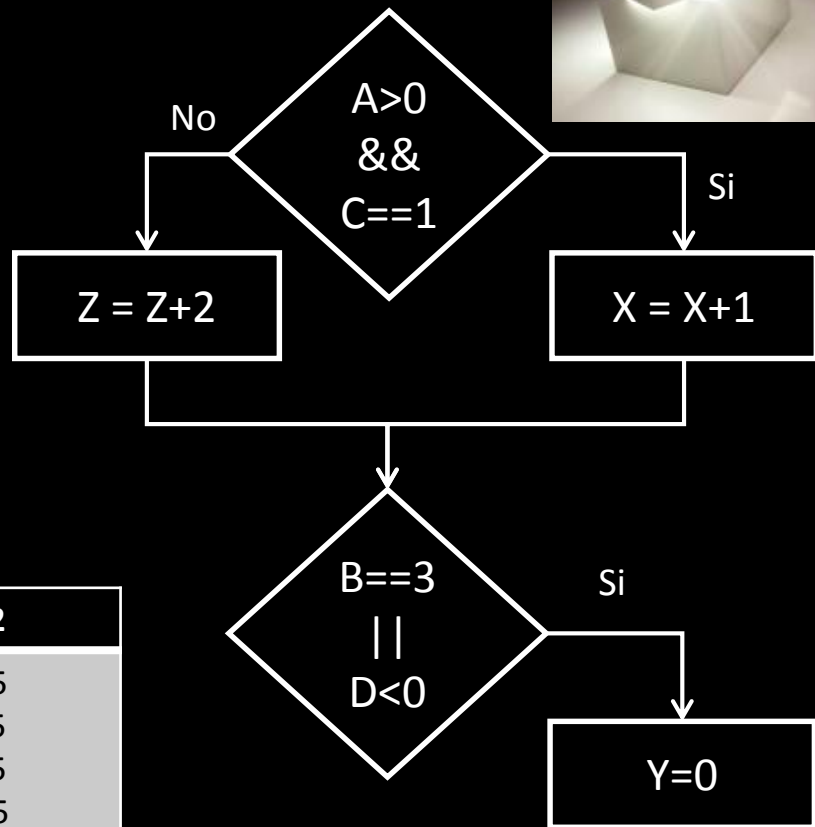 A>0
&&
C==1
No
Si
Z = Z+2
X = X+1
B==3
||
D<0
Si
Y=0